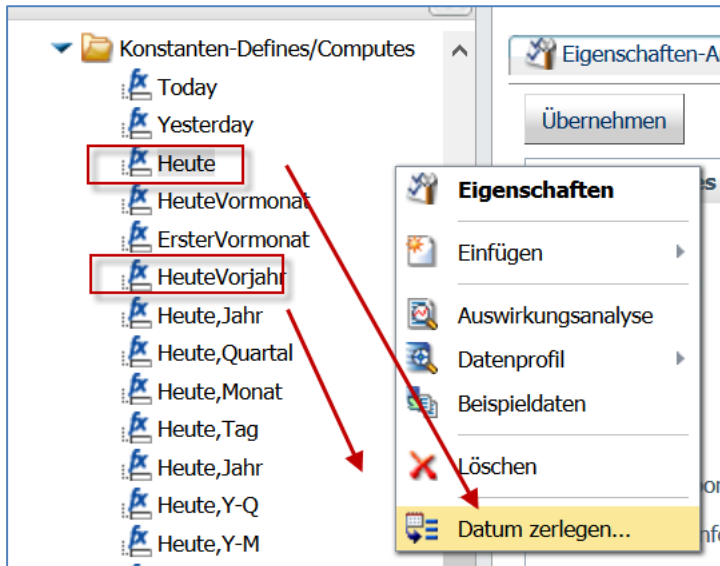 Konstanten-Defines/Computes
Today
Yesterday
Heute
HeuteVormonat
ErsterVormonat
HeuteVorjahr
Heute,Jahr
Heute,Quartal
Heute,Monat
Heute,Tag
Heute,Jahr
Heute,Y-Q
Heute,Y-M
Eigenschaften-A
Übernehmen
Eigenschaften
Einfügen
Auswirkungsanalyse
Datenprofil
Beispieldaten
Löschen
Datum zerlegen...